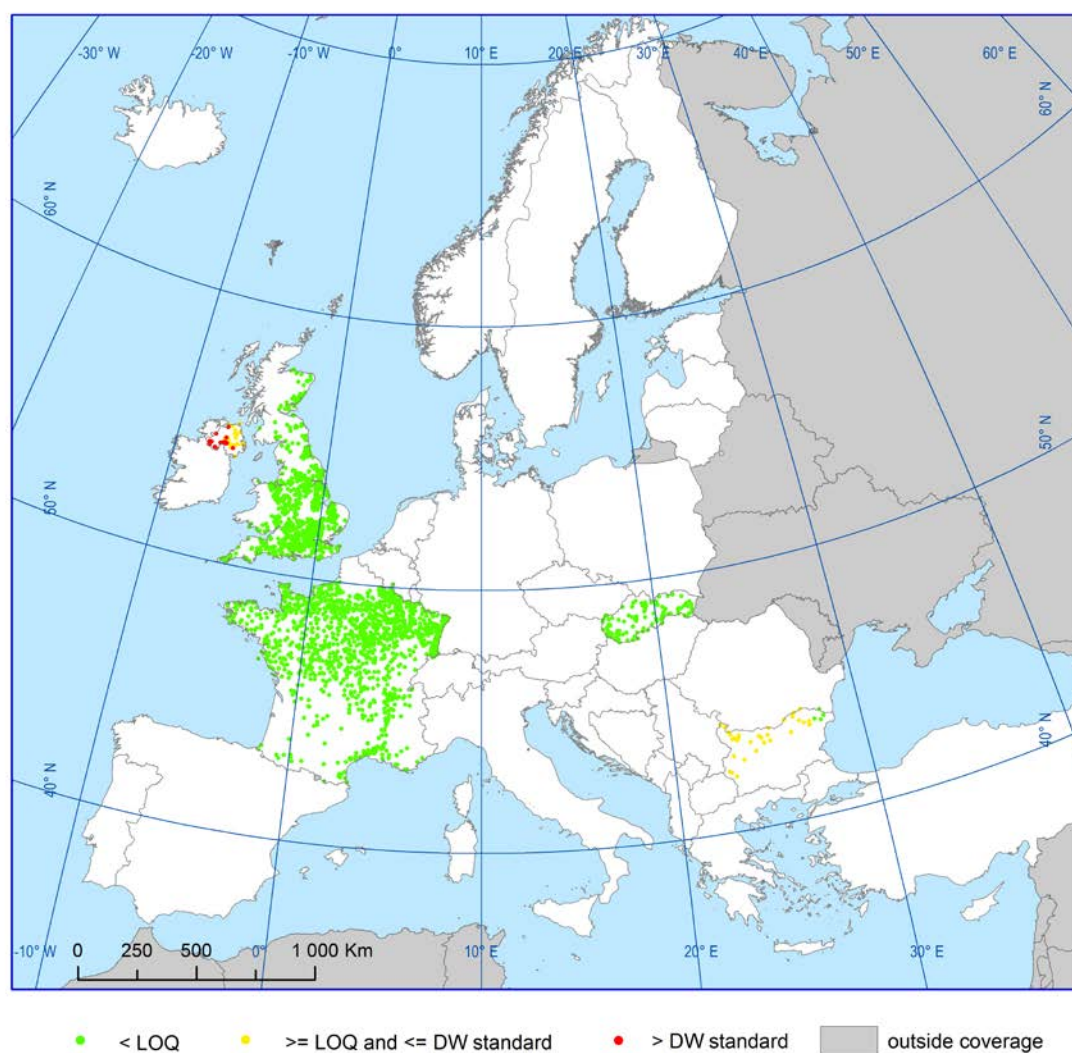 -30° W -20° W -10° W 0° 10° E 20° E 30° E 40° E 50° E 60° E
60° N
60° N
50° N
50° N
40° N
40° N
0 250 500 1 000 Km
-10° W 0° 10° E 20° E 30° E
< LOQ >= LOQ and <= DW standard > DW standard outside coverage